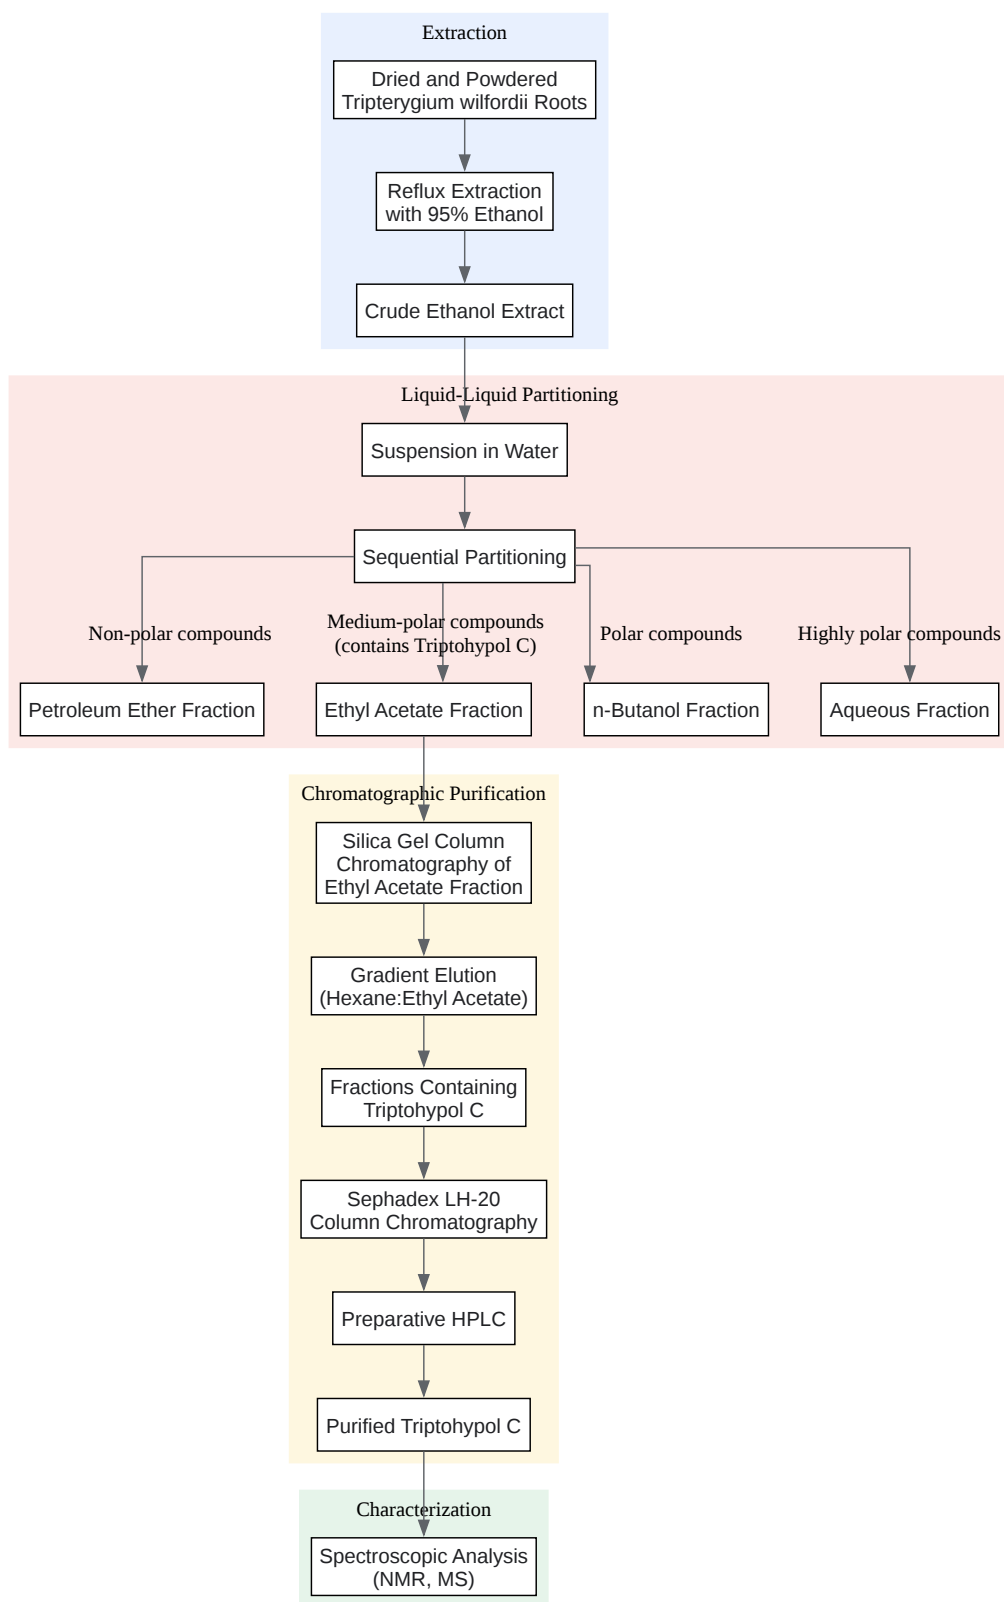 Extraction
Dried and Powdered
Tripterygium wilfordii Roots
Reflux Extraction
with 95% Ethanol
Crude Ethanol Extract
Liquid-Liquid Partitioning
Suspension in Water
Sequential Partitioning
Non-polar compounds
Medium-polar compounds
(contains Triptohypol C)
Polar compounds
Highly polar compounds
Petroleum Ether Fraction
Ethyl Acetate Fraction
n-Butanol Fraction
Aqueous Fraction
Chromatographic Purification
Silica Gel Column
Chromatography of
Ethyl Acetate Fraction
Gradient Elution
(Hexane:Ethyl Acetate)
Fractions Containing
Triptohypol C
Sephadex LH-20
Column Chromatography
Preparative HPLC
Purified Triptohypol C
Characterization
Spectroscopic Analysis
(NMR, MS)